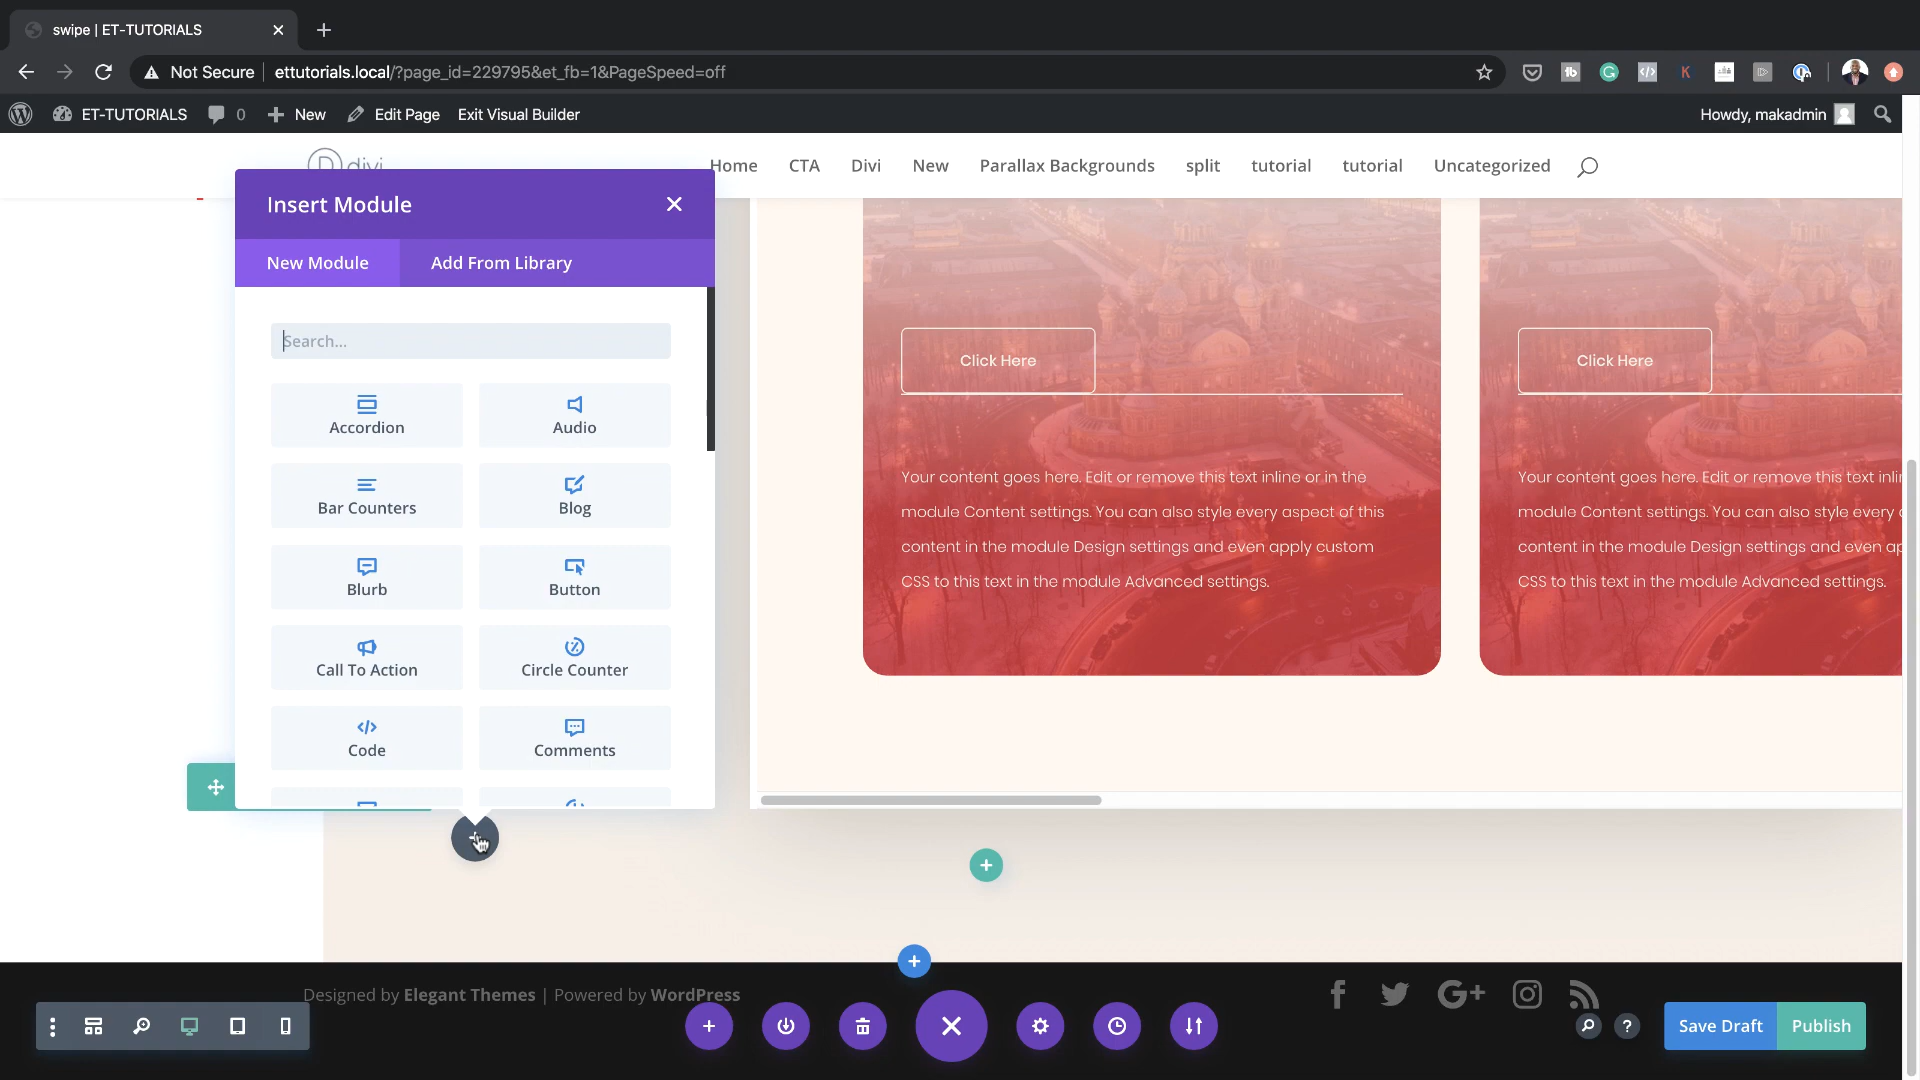 swipe | ET-TUTORIALS
Not Secure
ettutorials.local/?page_id=229795&et_fb=1&PageSpeed=off
ET-TUTORIALS
0
New
Edit Page
Exit Visual Builder
Howdy, makadmin
divi
Home
CTA
Divi
New
Parallax Backgrounds
split
tutorial
tutorial
Uncategorized
Insert Module
New Module
Add From Library
Search...
Accordion
Audio
Bar Counters
Blog
Blurb
Button
Call To Action
Circle Counter
Code
Comments
Click Here
Your content goes here. Edit or remove this text inline or in the
module Content settings. You can also style every aspect of this
content in the module Design settings and even apply custom
CSS to this text in the module Advanced settings.
Click Here
Your content goes here. Edit or remove this text
module Content settings. You can also style every
content in the module Design settings and even
CSS to this text in the module Advanced settings.
Designed by Elegant Themes | Powered by WordPress
Save Draft
Publish